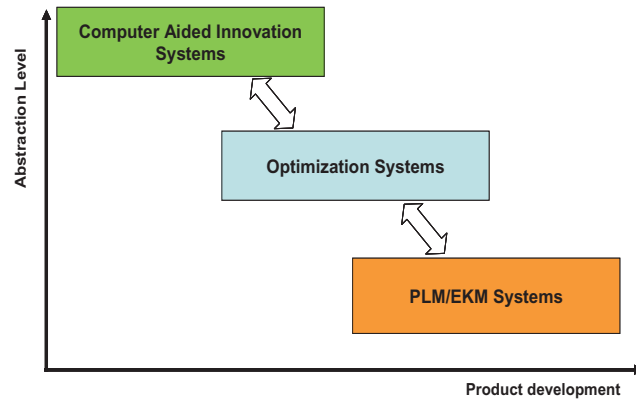 Computer Aided Innovation
Systems
Abstraction Level
Optimization Systems
PLM/EKM Systems
Product development